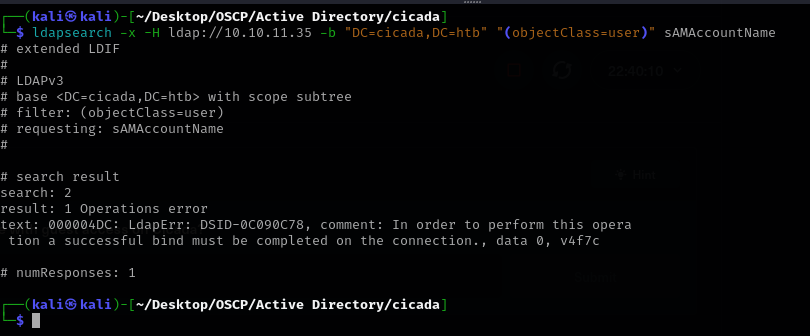 ┌──(kali㉿kali)-[~/Desktop/OSCP/Active Directory/cicada]
└─$ ldapsearch -x -H ldap://10.10.11.35 -b "DC=cicada,DC=htb" "(objectClass=user)" sAMAccountName
# extended LDIF
#
# LDAPv3
# base <DC=cicada,DC=htb> with scope subtree
# filter: (objectClass=user)
# requesting: sAMAccountName
#
22:40:10
Hint
# search result
search: 2
result: 1 Operations error
text: 000004DC: LdapErr: DSID-0C090C78, comment: In order to perform this opera
 tion a successful bind must be completed on the connection., data 0, v4f7c
# numResponses: 1
┌──(kali㉿kali)-[~/Desktop/OSCP/Active Directory/cicada]
└─$